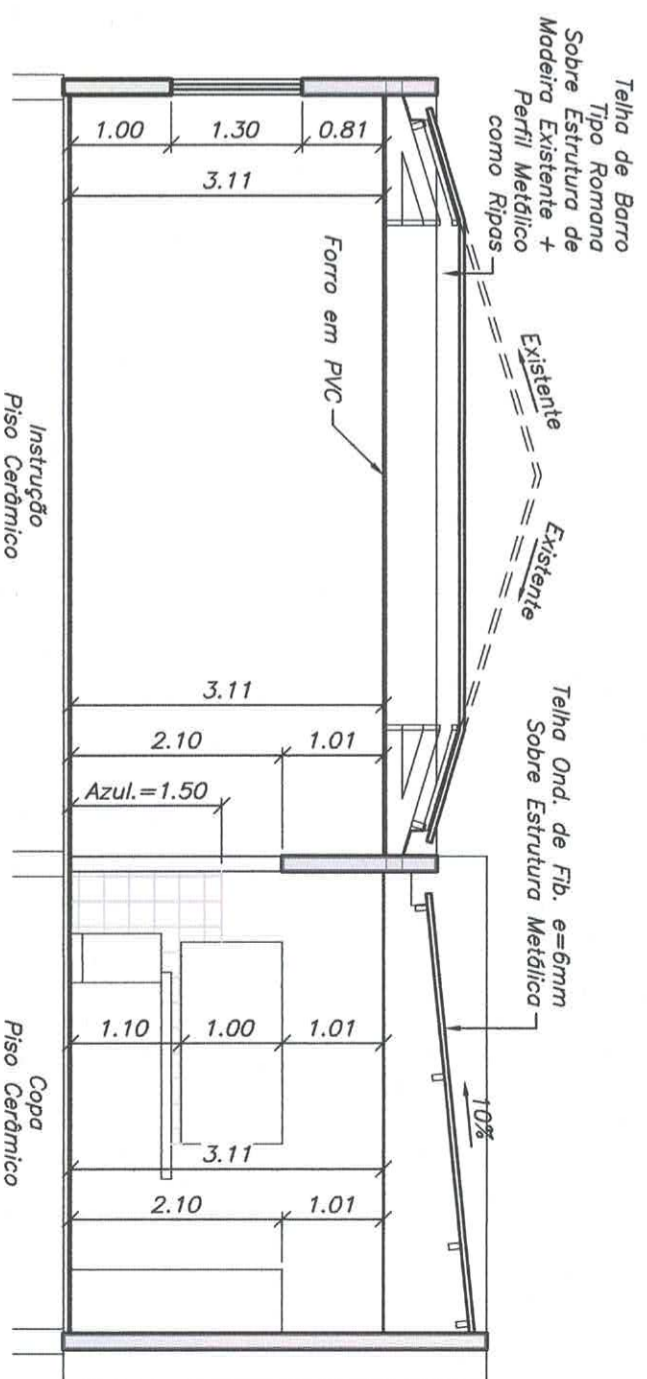 Telha de Barro
Tipo Romana
Sobre Estrutura de
Madeira Existente +
Perfil Metálico
como Ripas
Existente
Existente
Telha Ond. de Fib. e=6mm
Sobre Estrutura Metálica
10%
Forro em PVC
1.00
1.30
0.81
3.11
3.11
2.10
1.01
Azul.=1.50
1.10
1.00
1.01
3.11
2.10
1.01
Instrução
Piso Cerâmico
Copa
Piso Cerâmico